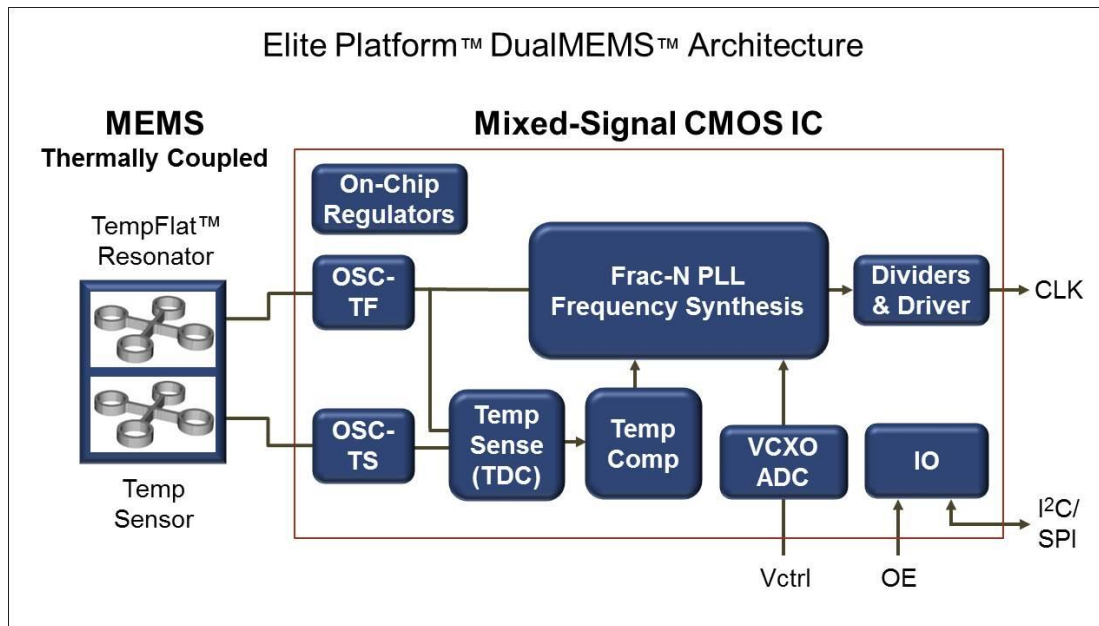 Elite Platform™ DualMEMS™ Architecture
MEMS
Thermally Coupled
Mixed-Signal CMOS IC
TempFlat™
Resonator
Temp
Sensor
On-Chip
Regulators
OSC-
TF
Frac-N PLL
Frequency Synthesis
Dividers
& Driver
CLK
OSC-
TS
Temp
Sense
(TDC)
Temp
Comp
VCXO
ADC
IO
I²C/
SPI
Vctrl
OE